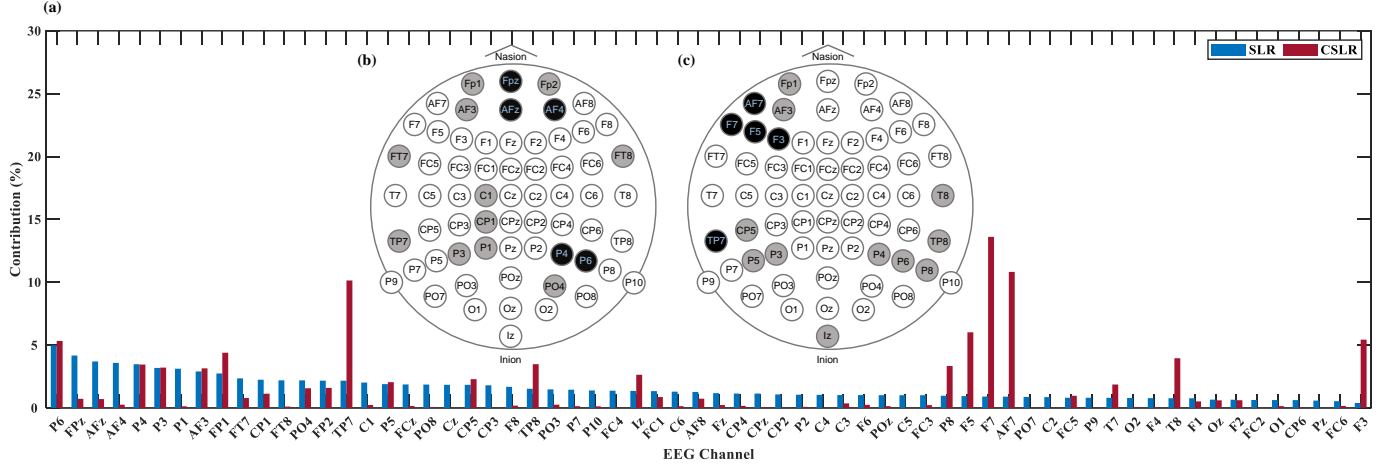 (a)
30
25
20
15
10
5
0
Contribution (%)
SLR CSLR
(b)
Nasion
Fp1 Fpz Fp2
AF7 AF3 AFz AF4 AF8
F7 F5 F3 F1 Fz F2 F4 F6 F8
FT7 FC5 FC3 FC1 FCz FC2 FC4 FC6 FT8
T7 C5 C3 C1 Cz C2 C4 C6 T8
TP7 CP5 CP3 CP1 CPz CP2 CP4 CP6 TP8
P9 P7 P5 P3 P1 Pz P2 P4 P6 P8 P10
PO7 PO3 POz PO4 PO8
O1 Oz O2
Iz
Inion
(c)
Nasion
Fp1 Fpz Fp2
AF7 AF3 AFz AF4 AF8
F7 F5 F3 F1 Fz F2 F4 F6 F8
FT7 FC5 FC3 FC1 FCz FC2 FC4 FC6 FT8
T7 C5 C3 C1 Cz C2 C4 C6 T8
TP7 CP5 CP3 CP1 CPz CP2 CP4 CP6 TP8
P9 P7 P5 P3 P1 Pz P2 P4 P6 P8 P10
PO7 PO3 POz PO4 PO8
O1 Oz O2
Iz
Inion
P6 FPz AFz AF4 P4 P3 P1 AF3 FP1 FT7 CP1 FT8 PO4 FP2 TP7 C1 P5 FCz PO8 Cz CP5 CP3 F8 TP8 PO3 P7 P10 FC4 Iz FC1 C6 AF8 Fz CP4 CPz CP2 P2 C4 C3 F6 POz C5 FC3 P8 F5 F7 AF7 PO7 C2 FC5 P9 T7 O2 F4 T8 F1 Oz F2 FC2 O1 CP6 Pz FC6 F3
EEG Channel